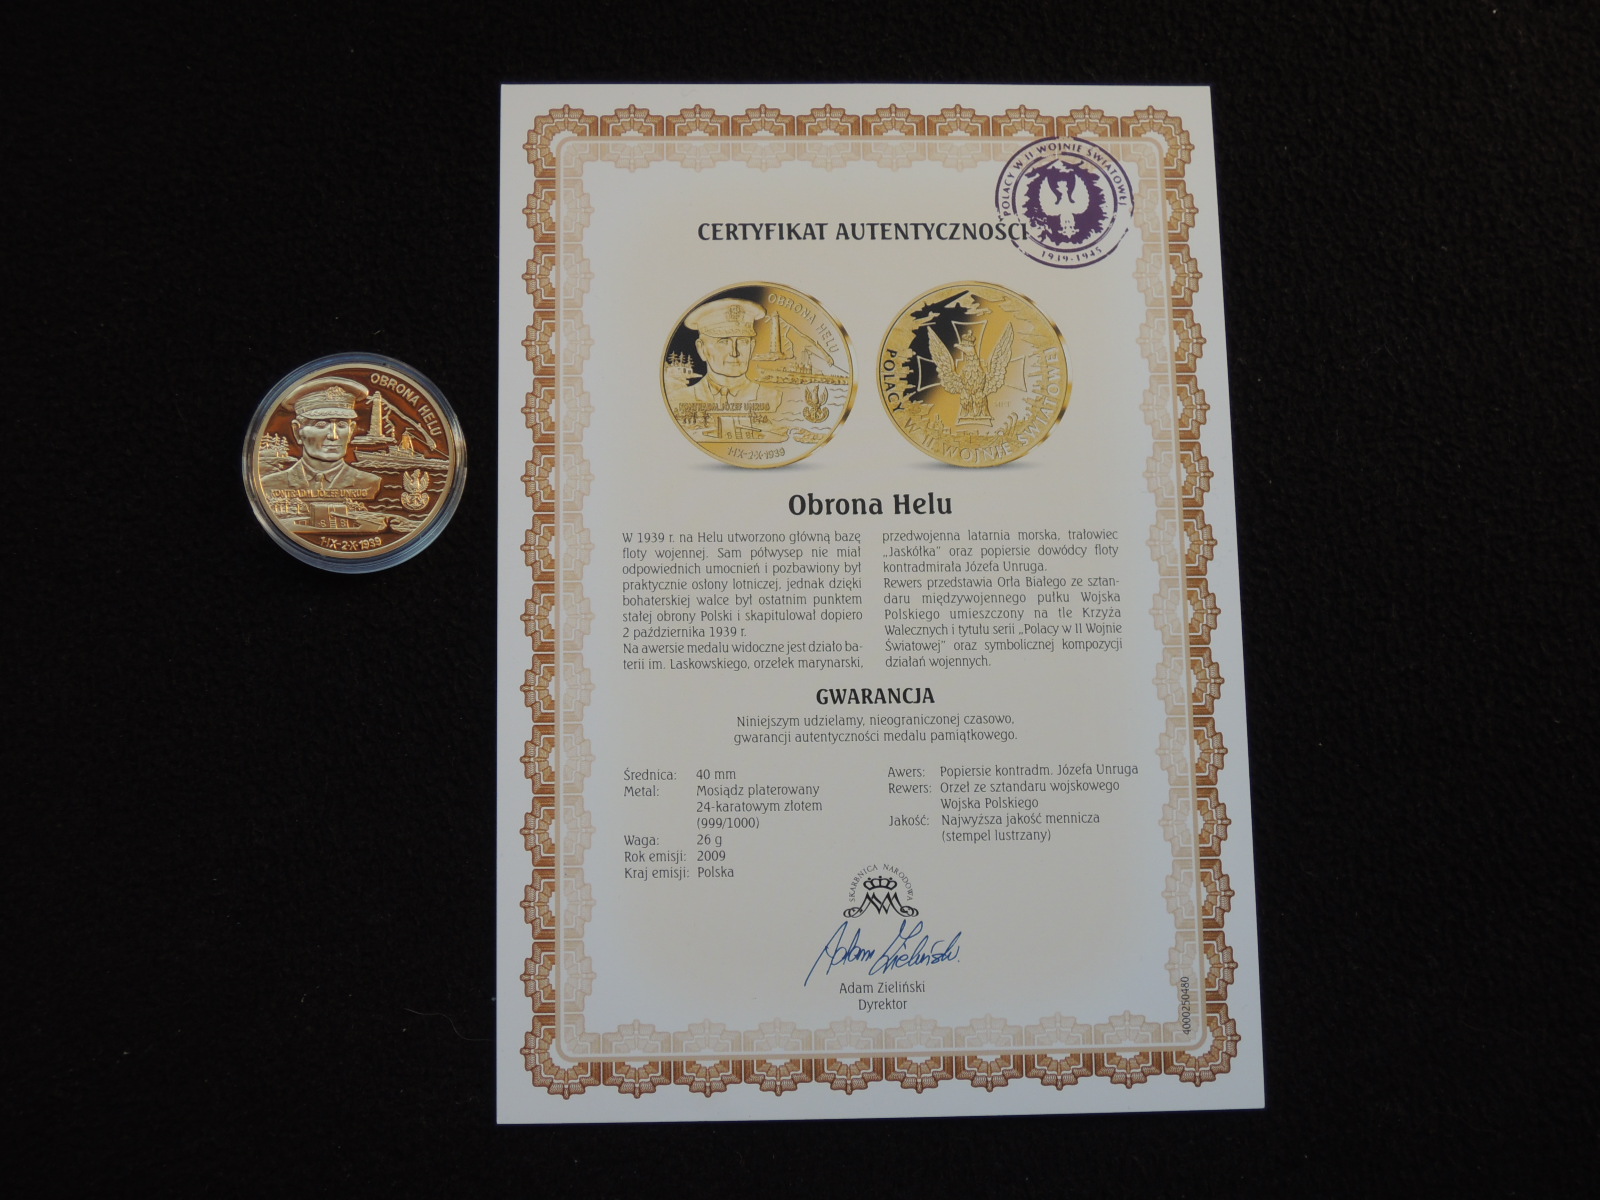 OBRONA HELU
KONTRADM. JÓZEF UNRUG
1·IX-2·X·1939
POLACY W II WOJNIE ŚWIATOWEJ
1939-1945
CERTYFIKAT AUTENTYCZNOŚCI
OBRONA HELU
KONTRADM. JÓZEF UNRUG
1·IX-2·X·1939
POLACY W II WOJNIE ŚWIATOWEJ
Obrona Helu
W 1939 r. na Helu utworzono główną bazę
floty wojennej. Sam półwysep nie miał
odpowiednich umocnień i pozbawiony był
praktycznie osłony lotniczej, jednak dzięki
bohaterskiej walce był ostatnim punktem
stałej obrony Polski i skapitulował dopiero
2 października 1939 r.
Na awersie medalu widoczne jest działo ba-
terii im. Laskowskiego, orzełek marynarski,
przedwojenna latarnia morska, trałowiec
„Jaskółka” oraz popiersie dowódcy floty
kontradmirała Józefa Unruga.
Rewers przedstawia Orła Białego ze sztan-
daru międzywojennego pułku Wojska
Polskiego umieszczony na tle Krzyża
Walecznych i tytułu serii „Polacy w II Wojnie
Światowej” oraz symbolicznej kompozycji
działań wojennych.
GWARANCJA
Niniejszym udzielamy, nieograniczonej czasowo,
gwarancji autentyczności medalu pamiątkowego.
Średnica: 40 mm
Metal: Mosiądz platerowany
24-karatowym złotem
(999/1000)
Waga: 26 g
Rok emisji: 2009
Kraj emisji: Polska
Awers: Popiersie kontradm. Józefa Unruga
Rewers: Orzeł ze sztandaru wojskowego
Wojska Polskiego
Jakość: Najwyższa jakość mennicza
(stempel lustrzany)
SKARBNICA NARODOWA
Adam Zieliński
Adam Zieliński
Dyrektor
4000250480